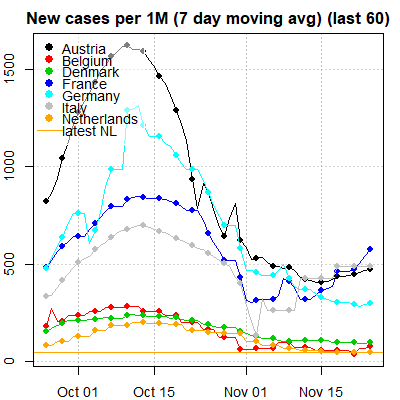 New cases per 1M (7 day moving avg) (last 60)
Austria
Belgium
Denmark
France
Germany
Italy
Netherlands
latest NL
1500
1000
500
0
Oct 01 Oct 15 Nov 01 Nov 15